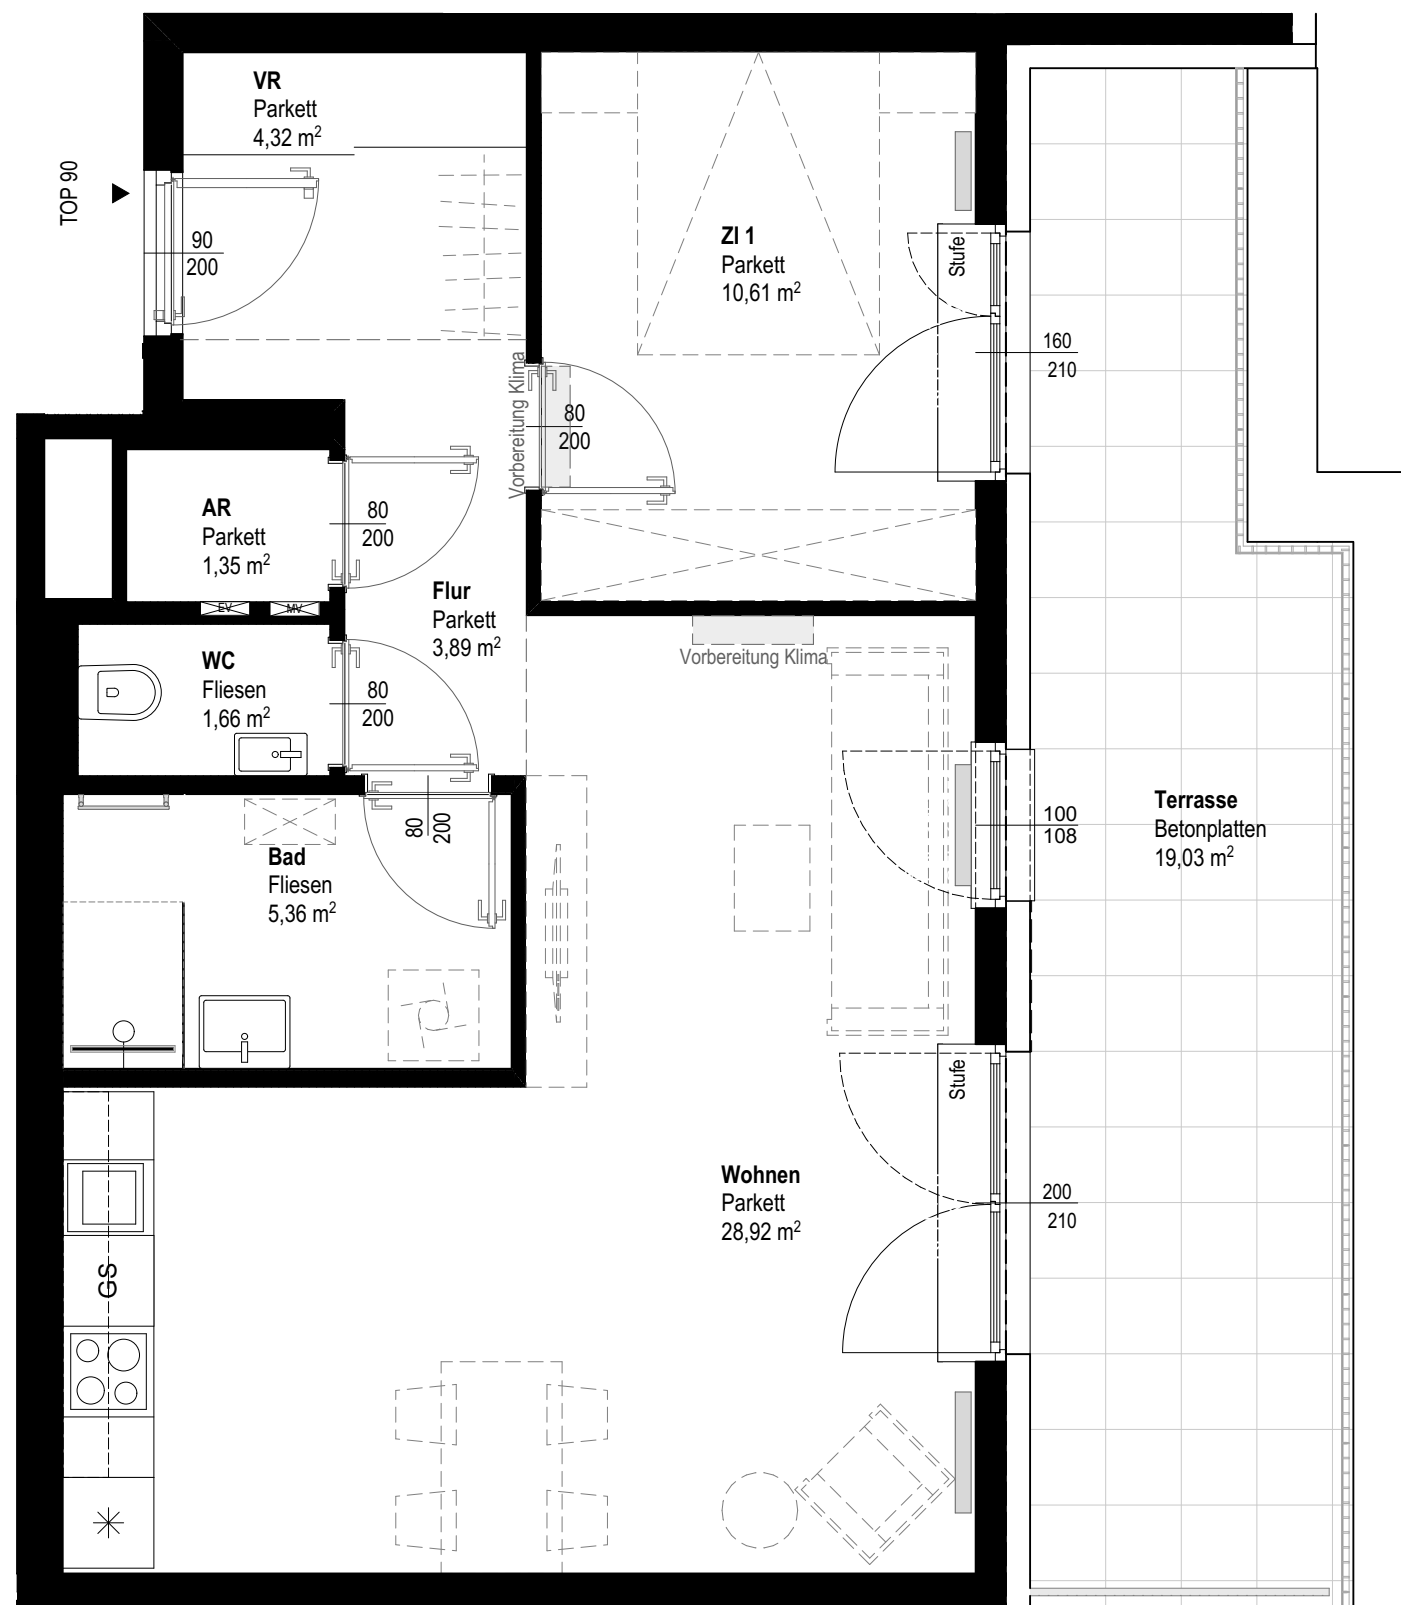 VR
Parkett
4,32 m²
TOP 90
90
200
ZI 1
Parkett
10,61 m²
Stufe
160
210
Vorbereitung Klima
80
200
AR
Parkett
1,35 m²
80
200
EV
MV
Flur
Parkett
3,89 m²
Vorbereitung Klima
WC
Fliesen
1,66 m²
80
200
80
200
Bad
Fliesen
5,36 m²
100
108
Terrasse
Betonplatten
19,03 m²
Stufe
Wohnen
Parkett
28,92 m²
200
210
GS